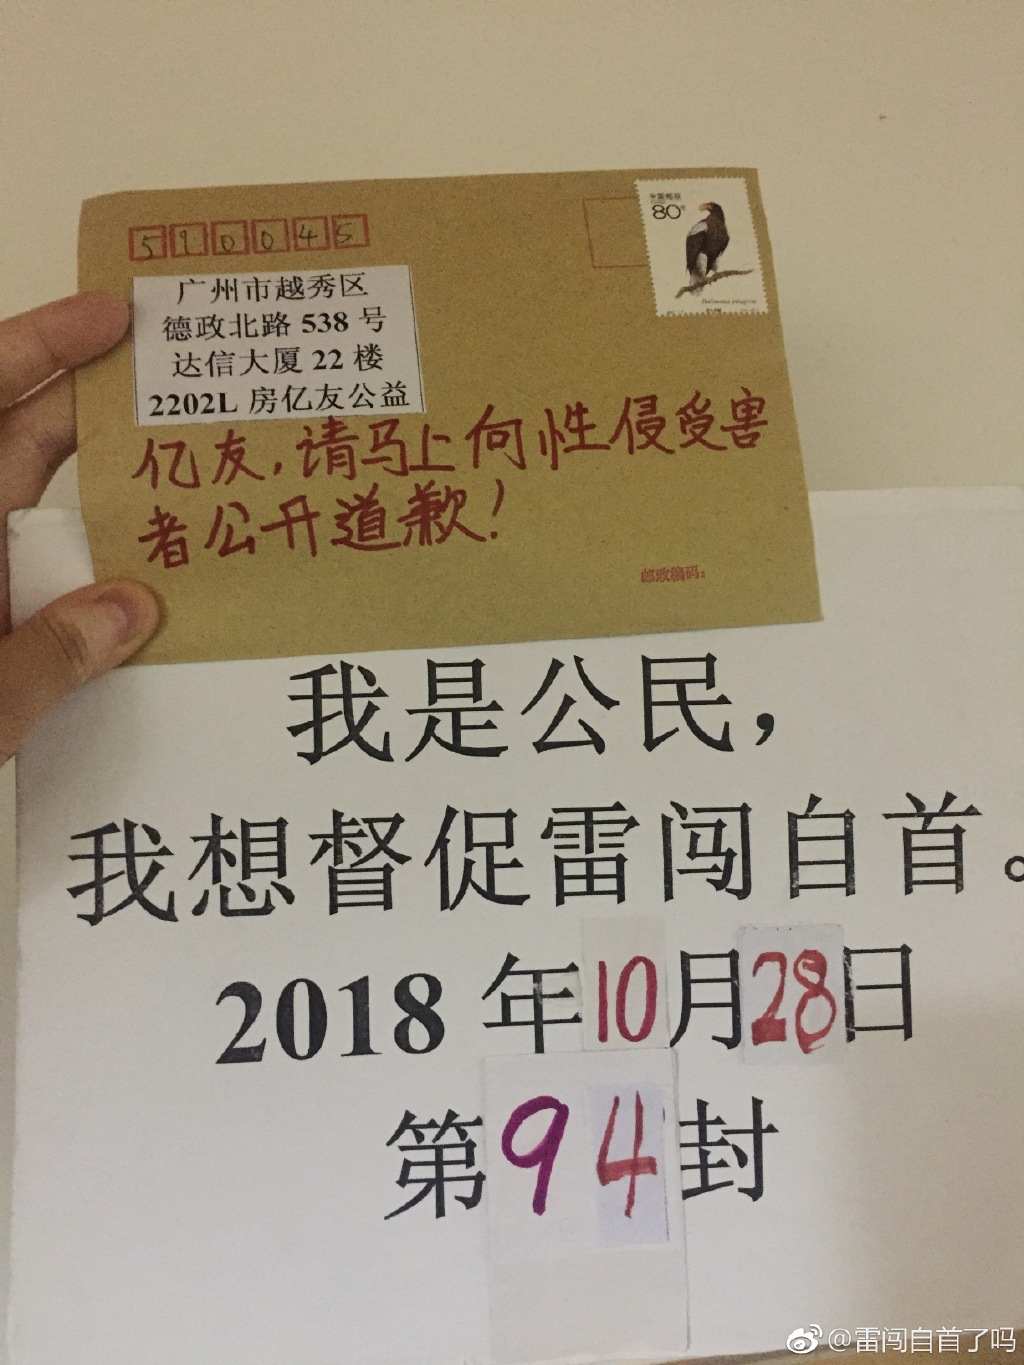 510045
中国邮政
80分
Haliaeetus pelagicus
广州市越秀区
德政北路 538 号
达信大厦 22 楼
2202L 房亿友公益
亿友,请马上向性侵受害
者公开道歉!
邮政编码:
我是公民,
我想督促雷闯自首。
2018 年10月28日
第94封
@雷闯自首了吗